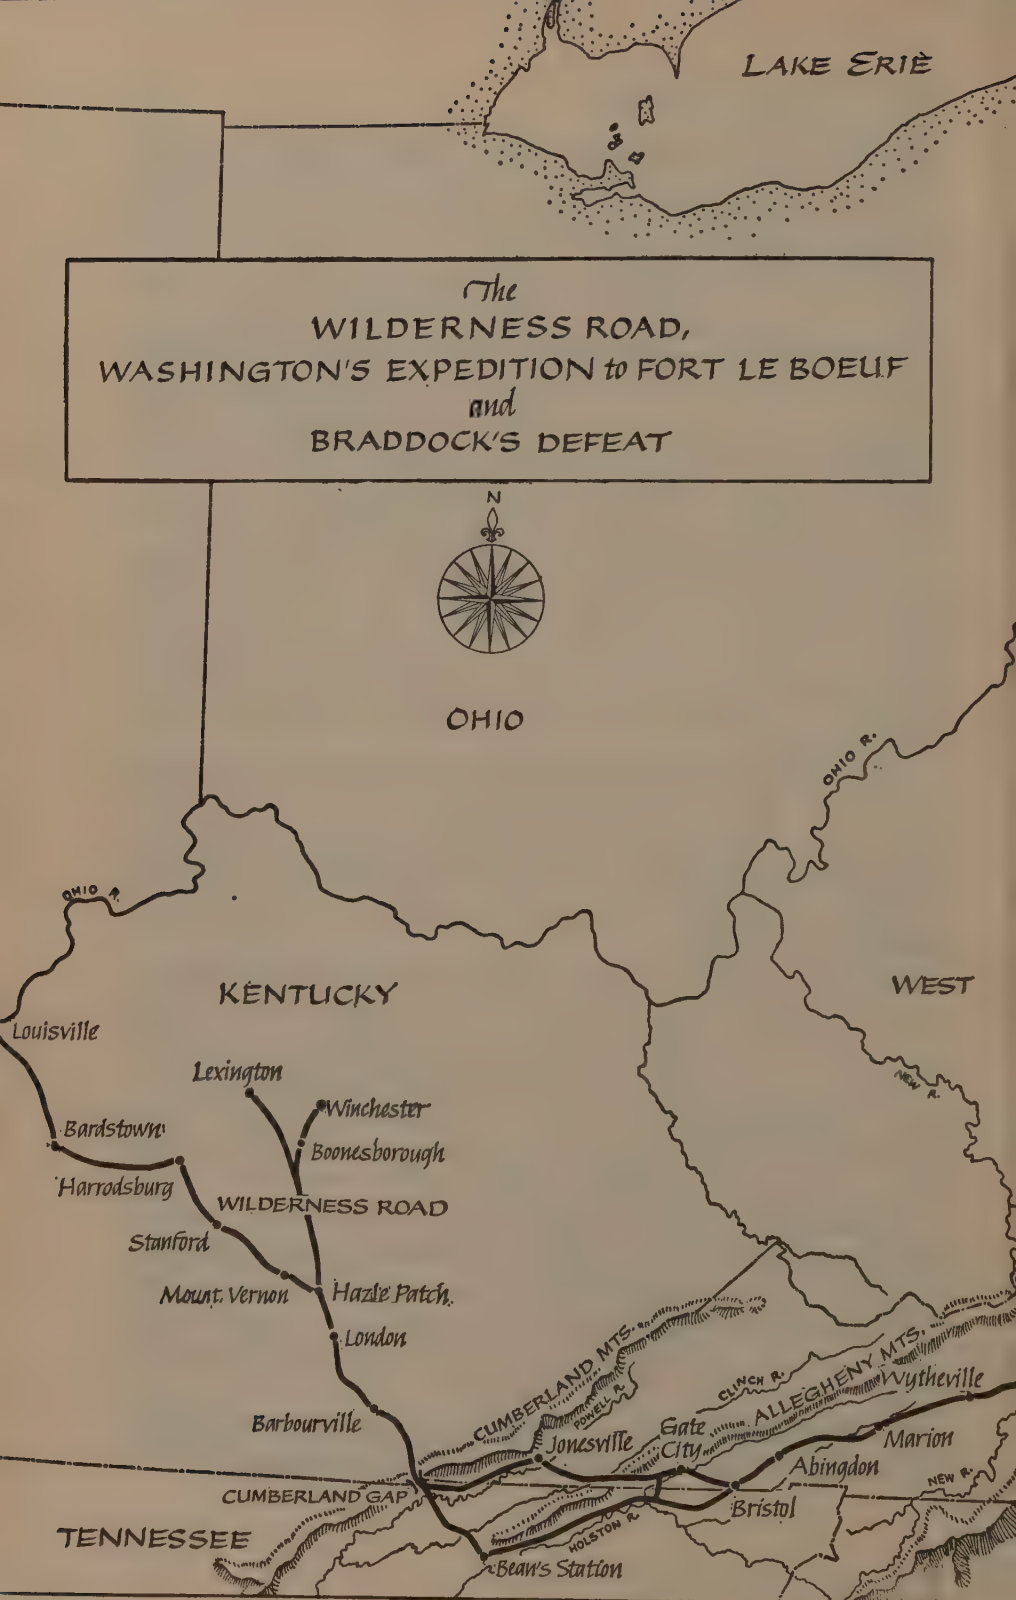 LAKE ERIE
The
WILDERNESS ROAD,
WASHINGTON'S EXPEDITION to FORT LE BOEUF
and
BRADDOCK'S DEFEAT
N
OHIO
OHIO R.
OHIO R.
KENTUCKY
WEST
Louisville
Lexington
NEW R.
Winchester
Bardstown
Boonesborough
Harrodsburg
WILDERNESS ROAD
Stanford
Mount Vernon
Hazle Patch
London
CUMBERLAND MTS.
ALLEGHENY MTS.
CLINCH R.
Wytheville
POWELL R.
Barbourville
Gate
City
Jonesville
Marion
Abingdon
NEW R.
CUMBERLAND GAP
Bristol
TENNESSEE
HOLSTON R.
Bean's Station